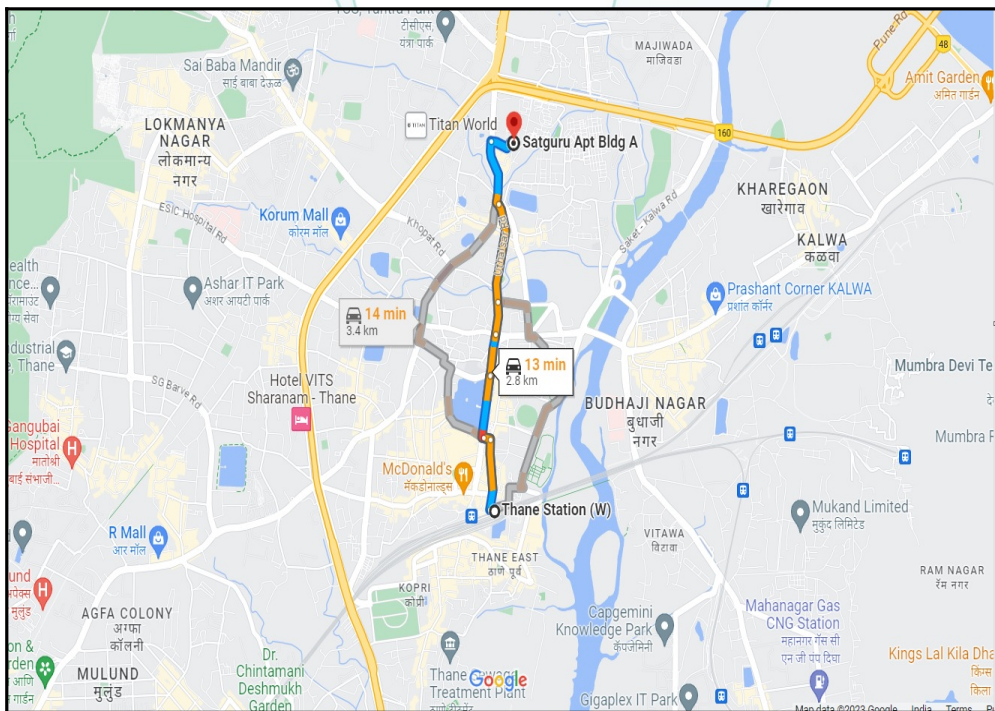 टीसीएस,
यंत्रा पार्क
MAJIWADA
माजिवडा
Pune Rd
48
Sai Baba Mandir
साई बाबा देऊळ
Amit Garden
अमित गार्डन
LOKMANYA
NAGAR
लोकमान्य
नगर
Titan World
Satguru Apt Bldg A
160
KHAREGAON
खारेगाव
ESIC Hospital Rd
Korum Mall
कोरम मॉल
Khopat Rd
Saket - Kalwa Rd
KALWA
कळवा
Ashar IT Park
अशर आयटी पार्क
Prashant Corner KALWA
प्रशांत कॉर्नर
14 min
3.4 km
13 min
2.8 km
Mumbra Devi Te
SG Barve Rd
Hotel VITS
Sharanam - Thane
BUDHAJI NAGAR
बुधाजी
नगर
Hospital
मातोश्री
McDonald's
मॅकडोनाल्ड्स
Thane Station (W)
Mukand Limited
मुकुंद लिमिटेड
R Mall
आर मॉल
VITAWA
विटावा
THANE EAST
ठाणे पूर्व
RAM NAGAR
रॅम नगर
KOPRI
कोप्री
AGFA COLONY
अग्फा
कॉलनी
Capgemini
Knowledge Park
कॅपजेमिनी
Mahanagar Gas
CNG Station
महानगर गॅस सी
एन जी पंप दिघा
MULUND
मुलुंड
Dr.
Chintamani
Deshmukh
Garden
Thane
Treatment Plant
Google
Gigaplex IT Park
Kings Lal Kila Dha
किंग्स
किला
Map data ©2023 Google India Terms